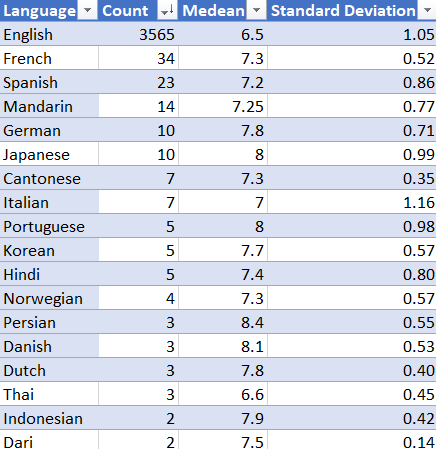 Language Count Medean Standard Deviation
English 3565 6.5 1.05
French 34 7.3 0.52
Spanish 23 7.2 0.86
Mandarin 14 7.25 0.77
German 10 7.8 0.71
Japanese 10 8 0.99
Cantonese 7 7.3 0.35
Italian 7 7 1.16
Portuguese 5 8 0.98
Korean 5 7.7 0.57
Hindi 5 7.4 0.80
Norwegian 4 7.3 0.57
Persian 3 8.4 0.55
Danish 3 8.1 0.53
Dutch 3 7.8 0.40
Thai 3 6.6 0.45
Indonesian 2 7.9 0.42
Dari 2 7.5 0.14